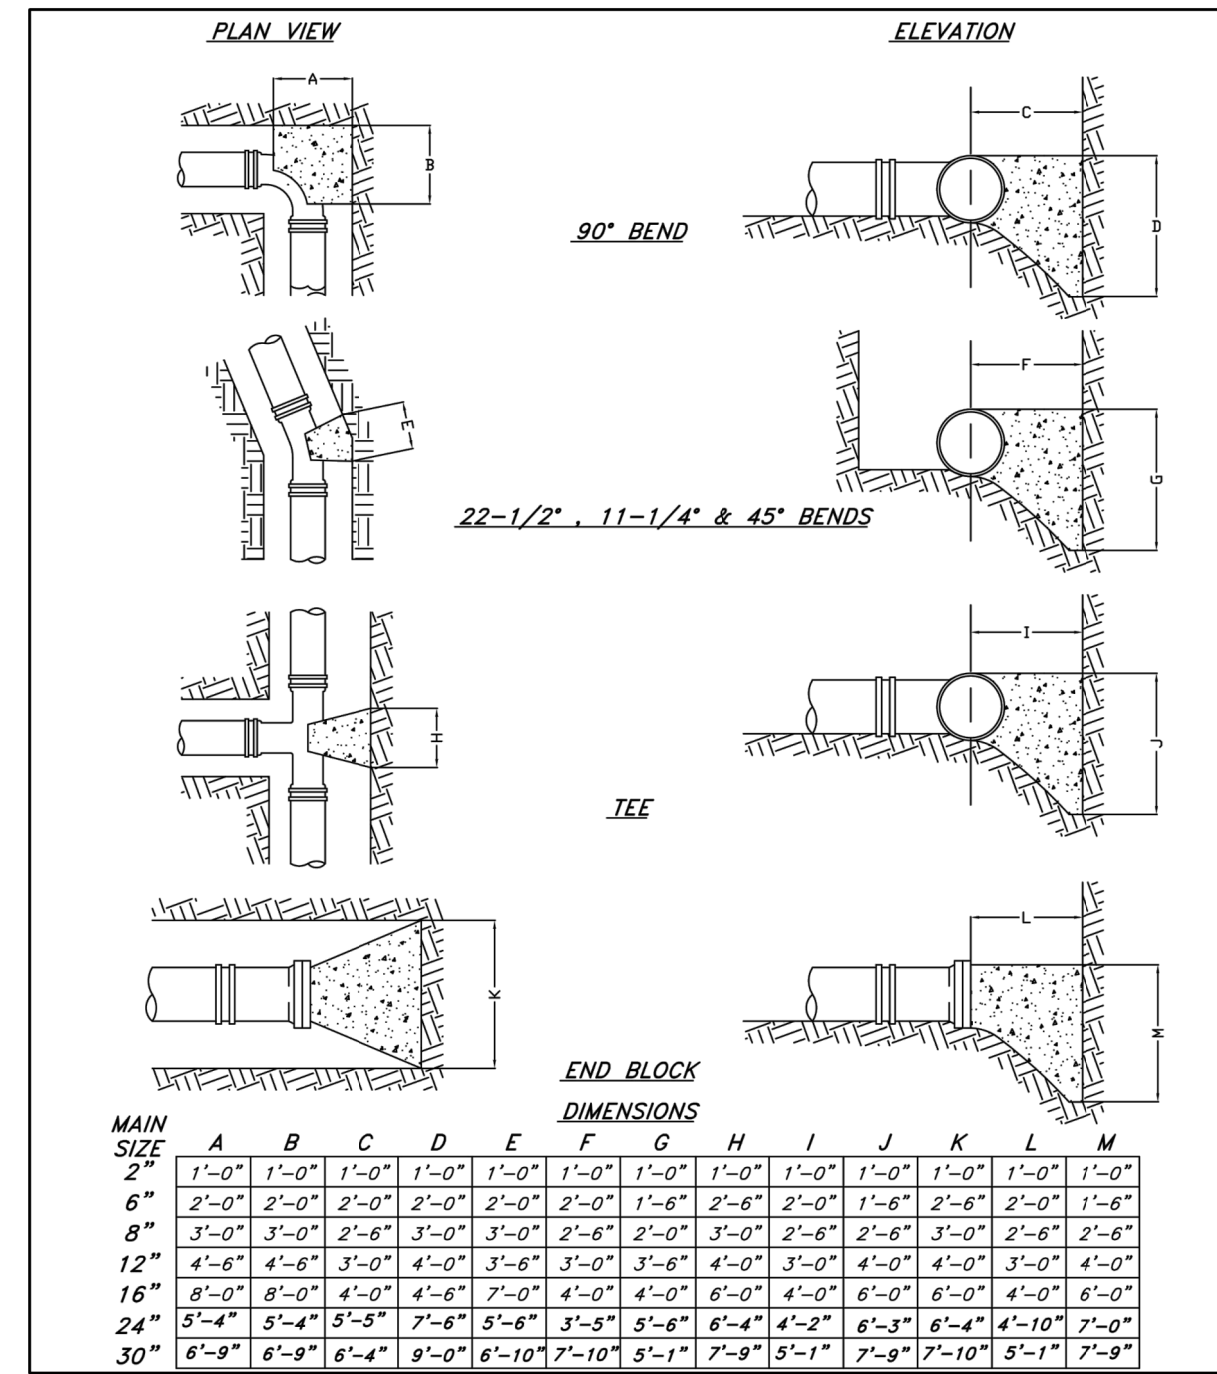 PLAN VIEW
ELEVATION
A
B
C
D
90° BEND
E
F
G
22-1/2° , 11-1/4° & 45° BENDS
H
I
J
TEE
K
L
M
END BLOCK
DIMENSIONS
MAIN
SIZE A B C D E F G H I J K L M
2" 1'-0" 1'-0" 1'-0" 1'-0" 1'-0" 1'-0" 1'-0" 1'-0" 1'-0" 1'-0" 1'-0" 1'-0" 1'-0"
6" 2'-0" 2'-0" 2'-0" 2'-0" 2'-0" 2'-0" 1'-6" 2'-6" 2'-0" 1'-6" 2'-6" 2'-0" 1'-6"
8" 3'-0" 3'-0" 2'-6" 3'-0" 3'-0" 2'-6" 2'-0" 3'-0" 2'-6" 2'-6" 3'-0" 2'-6" 2'-6"
12" 4'-6" 4'-6" 3'-0" 4'-0" 3'-6" 3'-0" 3'-6" 4'-0" 3'-0" 4'-0" 4'-0" 3'-0" 4'-0"
16" 8'-0" 8'-0" 4'-0" 4'-6" 7'-0" 4'-0" 4'-0" 6'-0" 4'-0" 6'-0" 6'-0" 4'-0" 6'-0"
24" 5'-4" 5'-4" 5'-5" 7'-6" 5'-6" 3'-5" 5'-6" 6'-4" 4'-2" 6'-3" 6'-4" 4'-10" 7'-0"
30" 6'-9" 6'-9" 6'-4" 9'-0" 6'-10" 7'-10" 5'-1" 7'-9" 5'-1" 7'-9" 7'-10" 5'-1" 7'-9"